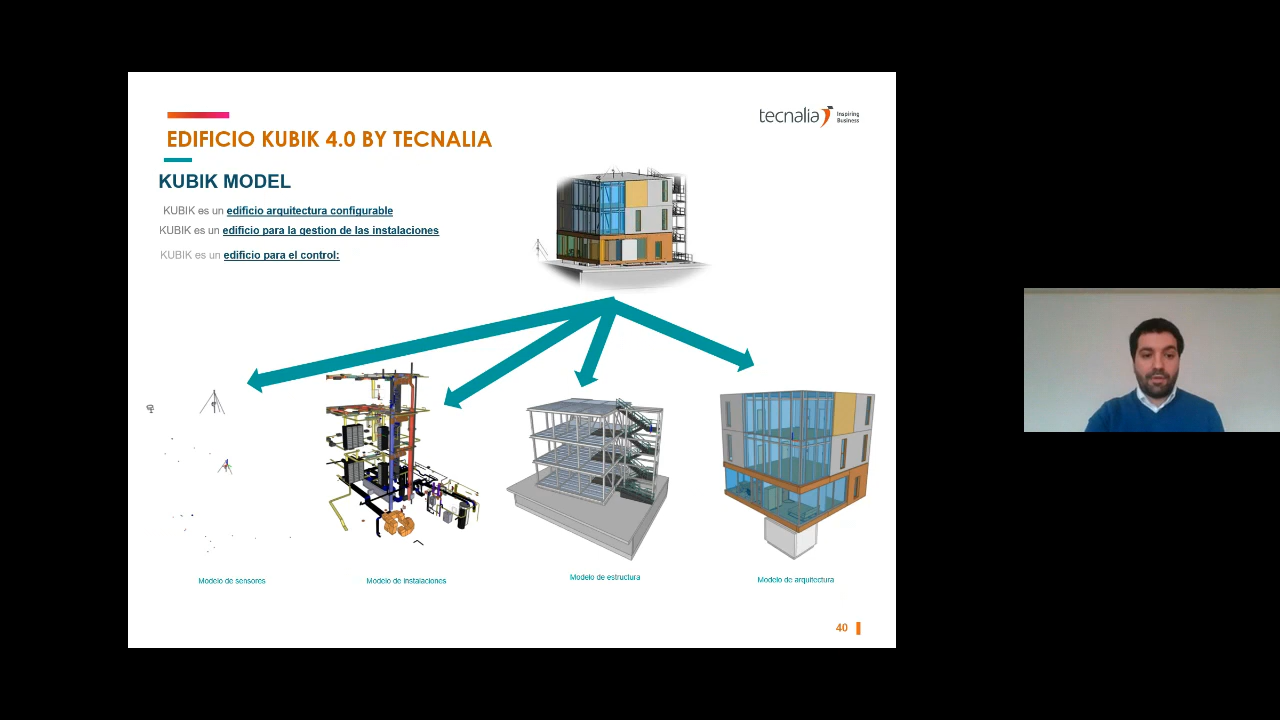 tecnalia Inspiring Business
EDIFICIO KUBIK 4.0 BY TECNALIA
KUBIK MODEL
KUBIK es un edificio arquitectura configurable
KUBIK es un edificio para la gestion de las instalaciones
KUBIK es un edificio para el control:
Modelo de sensores
Modelo de instalaciones
Modelo de estructura
Modelo de arquitectura
40